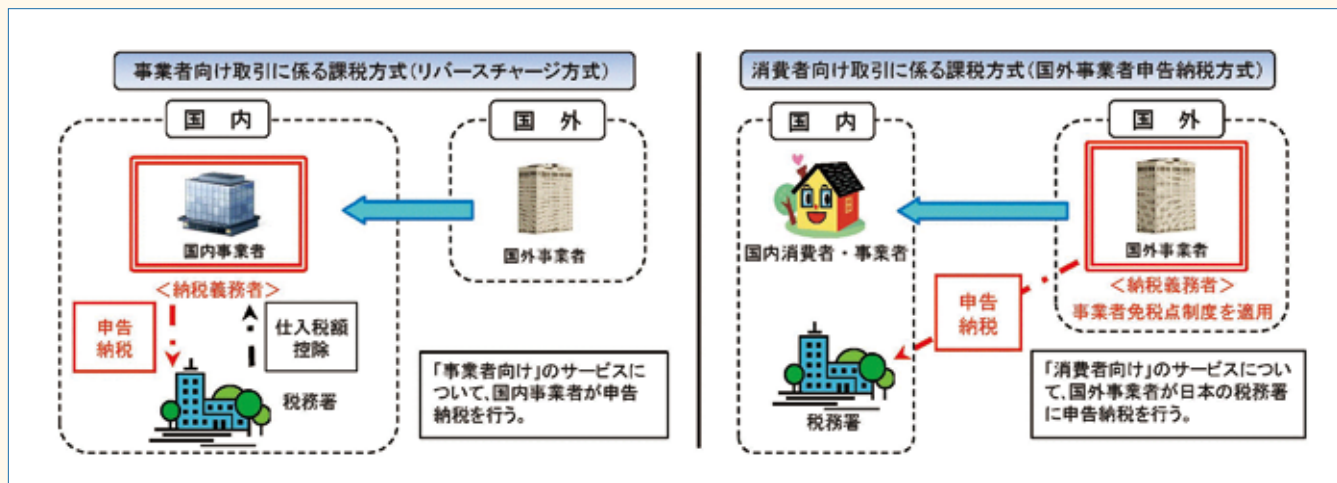 事業者向け取引に係る課税方式(リバースチャージ方式)
国内
国外
国内事業者
国外事業者
<納税義務者>
申告
納税
仕入税額
控除
税務署
「事業者向け」のサービスに
ついて、国内事業者が申告
納税を行う。
消費者向け取引に係る課税方式(国外事業者申告納税方式)
国内
国外
国内消費者・事業者
国外事業者
<納税義務者>
事業者免税点制度を適用
申告
納税
税務署
「消費者向け」のサービスについ
て、国外事業者が日本の税務署
に申告納税を行う。